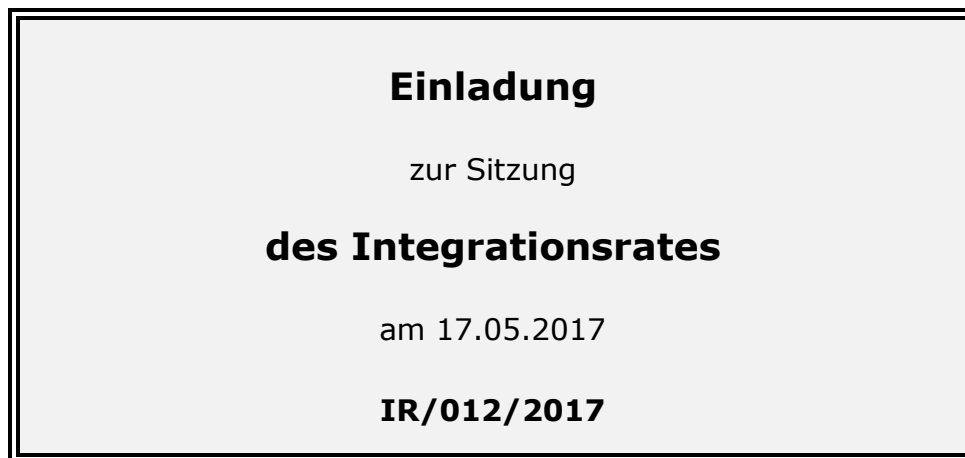 Einladung
zur Sitzung
des Integrationsrates
am 17.05.2017
IR/012/2017